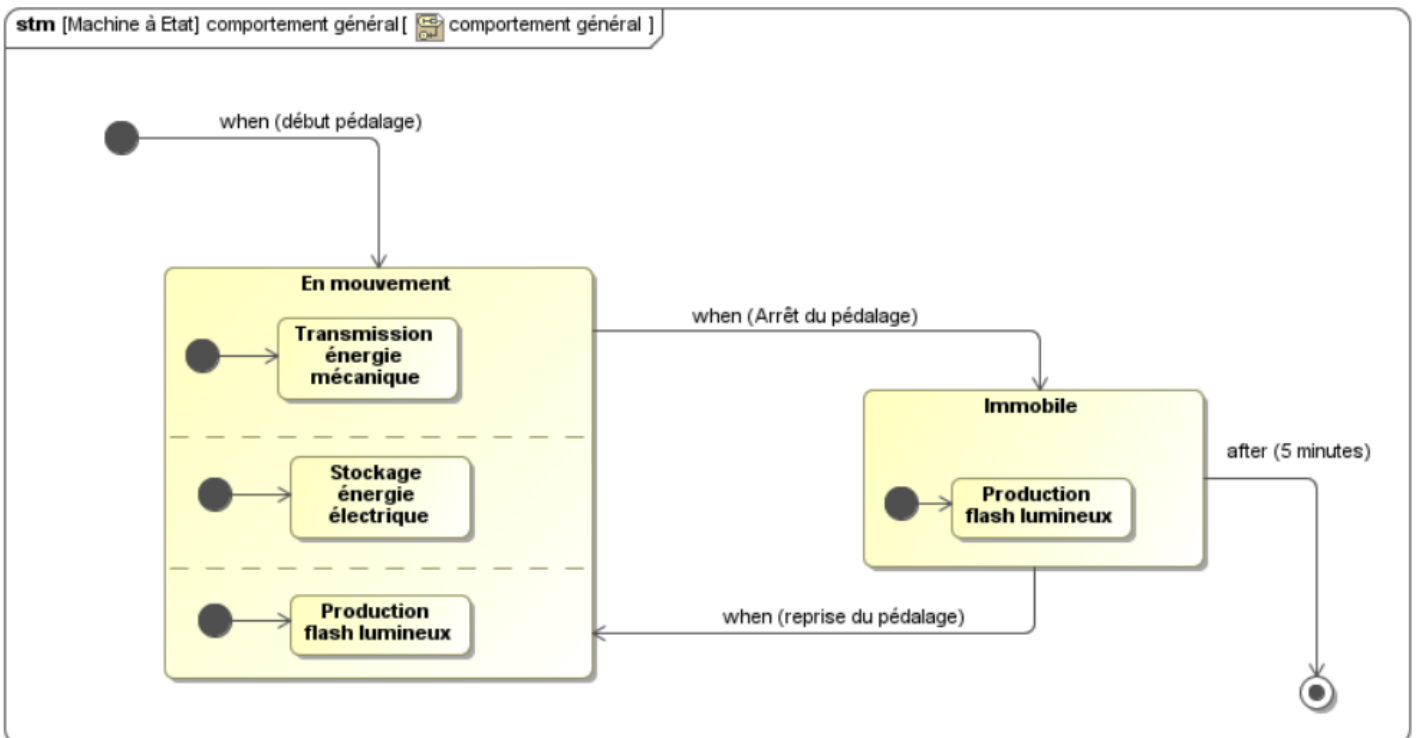 stm [Machine à Etat] comportement général[ comportement général ]
when (début pédalage)
En mouvement
Transmission
énergie
mécanique
when (Arrêt du pédalage)
Immobile
after (5 minutes)
Stockage
énergie
électrique
Production
flash lumineux
Production
flash lumineux
when (reprise du pédalage)